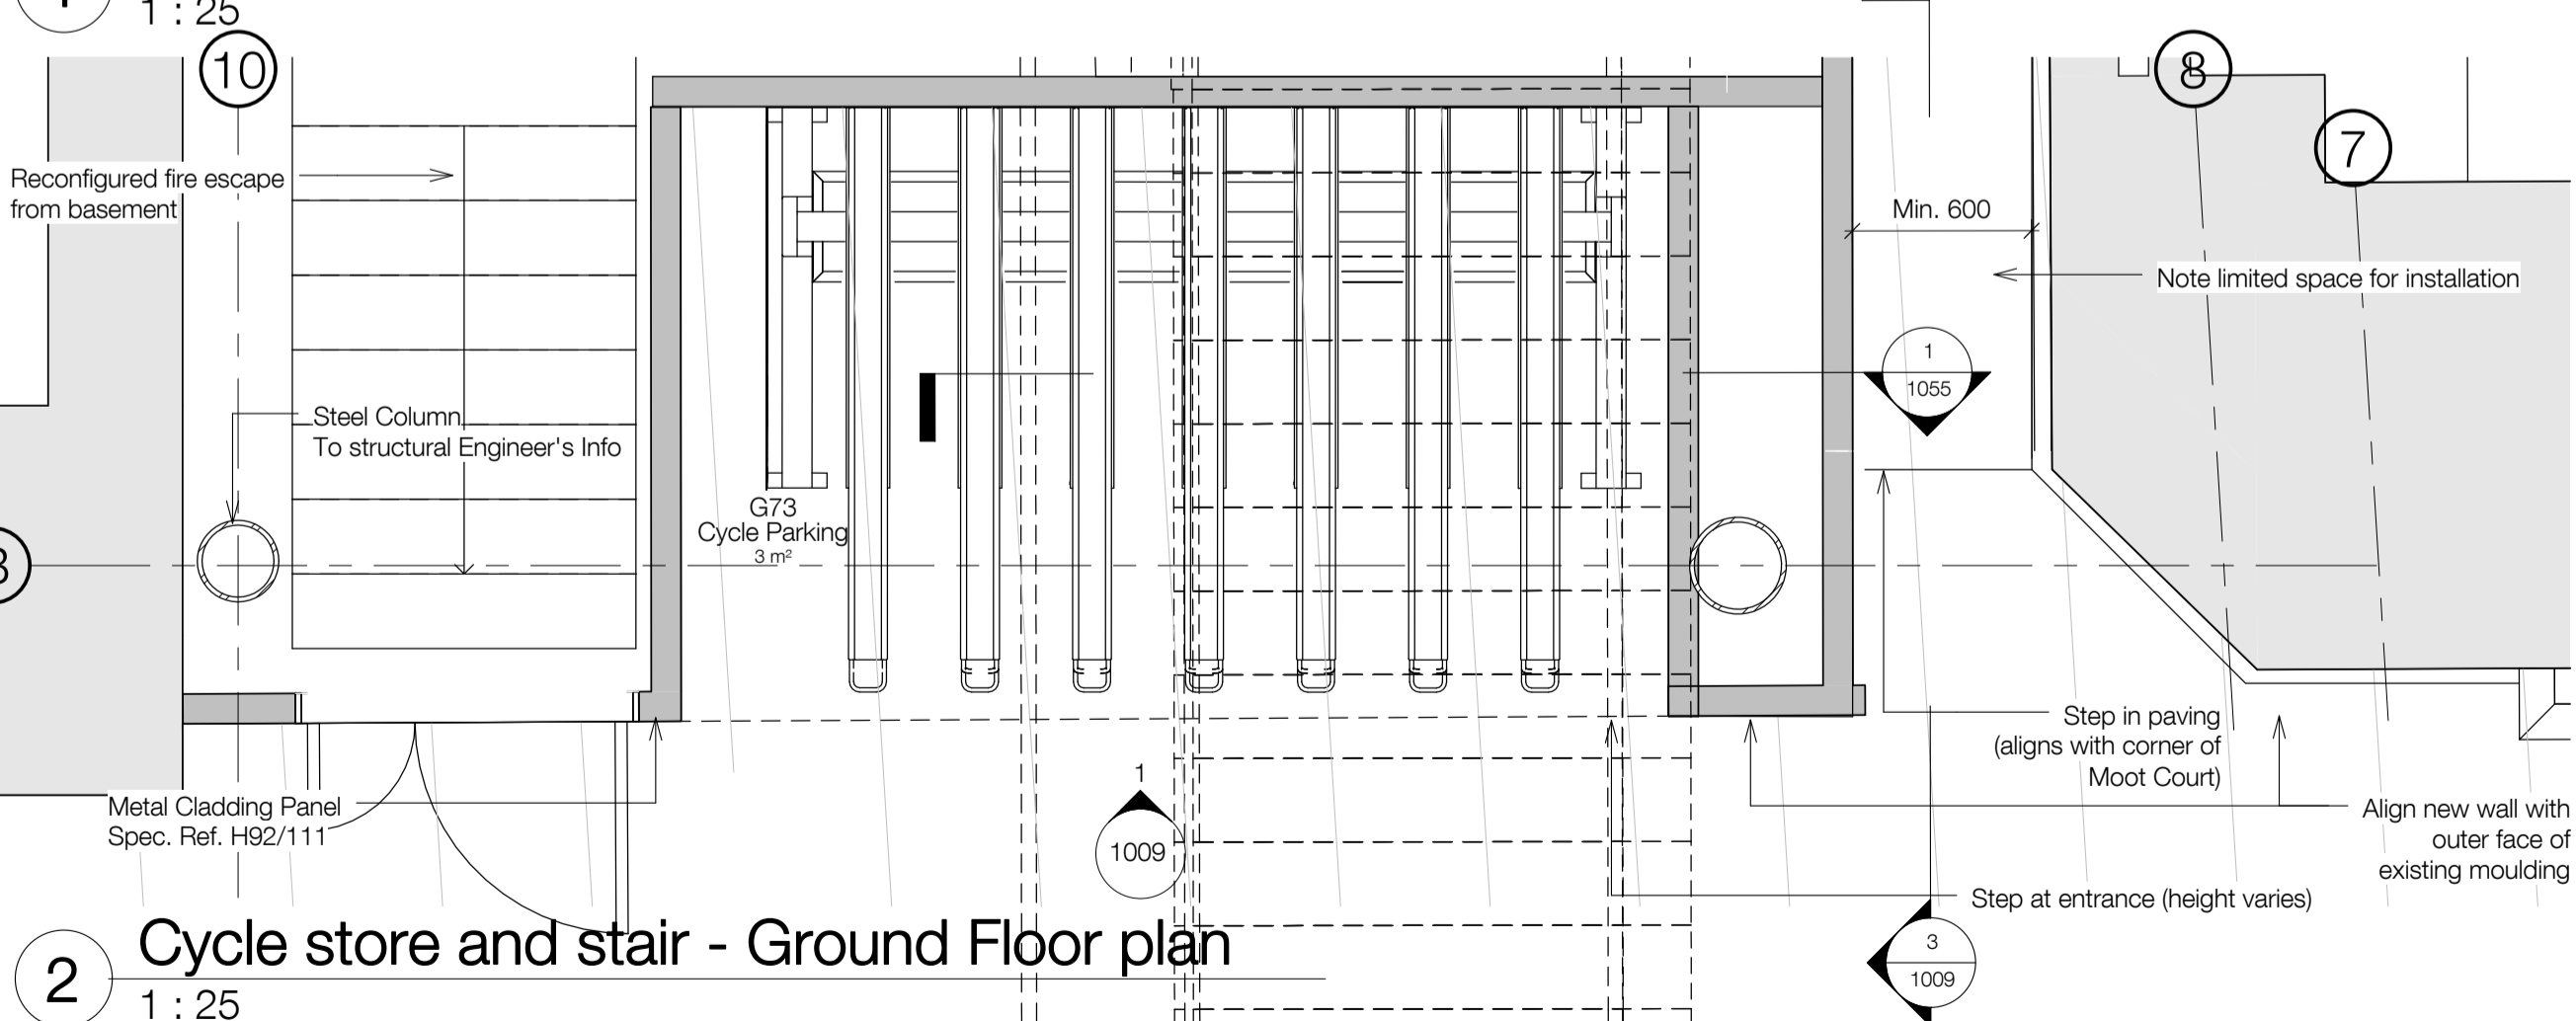 1 : 25
10
8
7
Reconfigured fire escape
from basement
Min. 600
Note limited space for installation
1
1055
Steel Column
To structural Engineer's Info
G73
Cycle Parking
3 m²
Step in paving
(aligns with corner of
Moot Court)
Metal Cladding Panel
Spec. Ref. H92/111
1
1009
Align new wall with
outer face of
existing moulding
Step at entrance (height varies)
3
1009
2
Cycle store and stair - Ground Floor plan
1 : 25